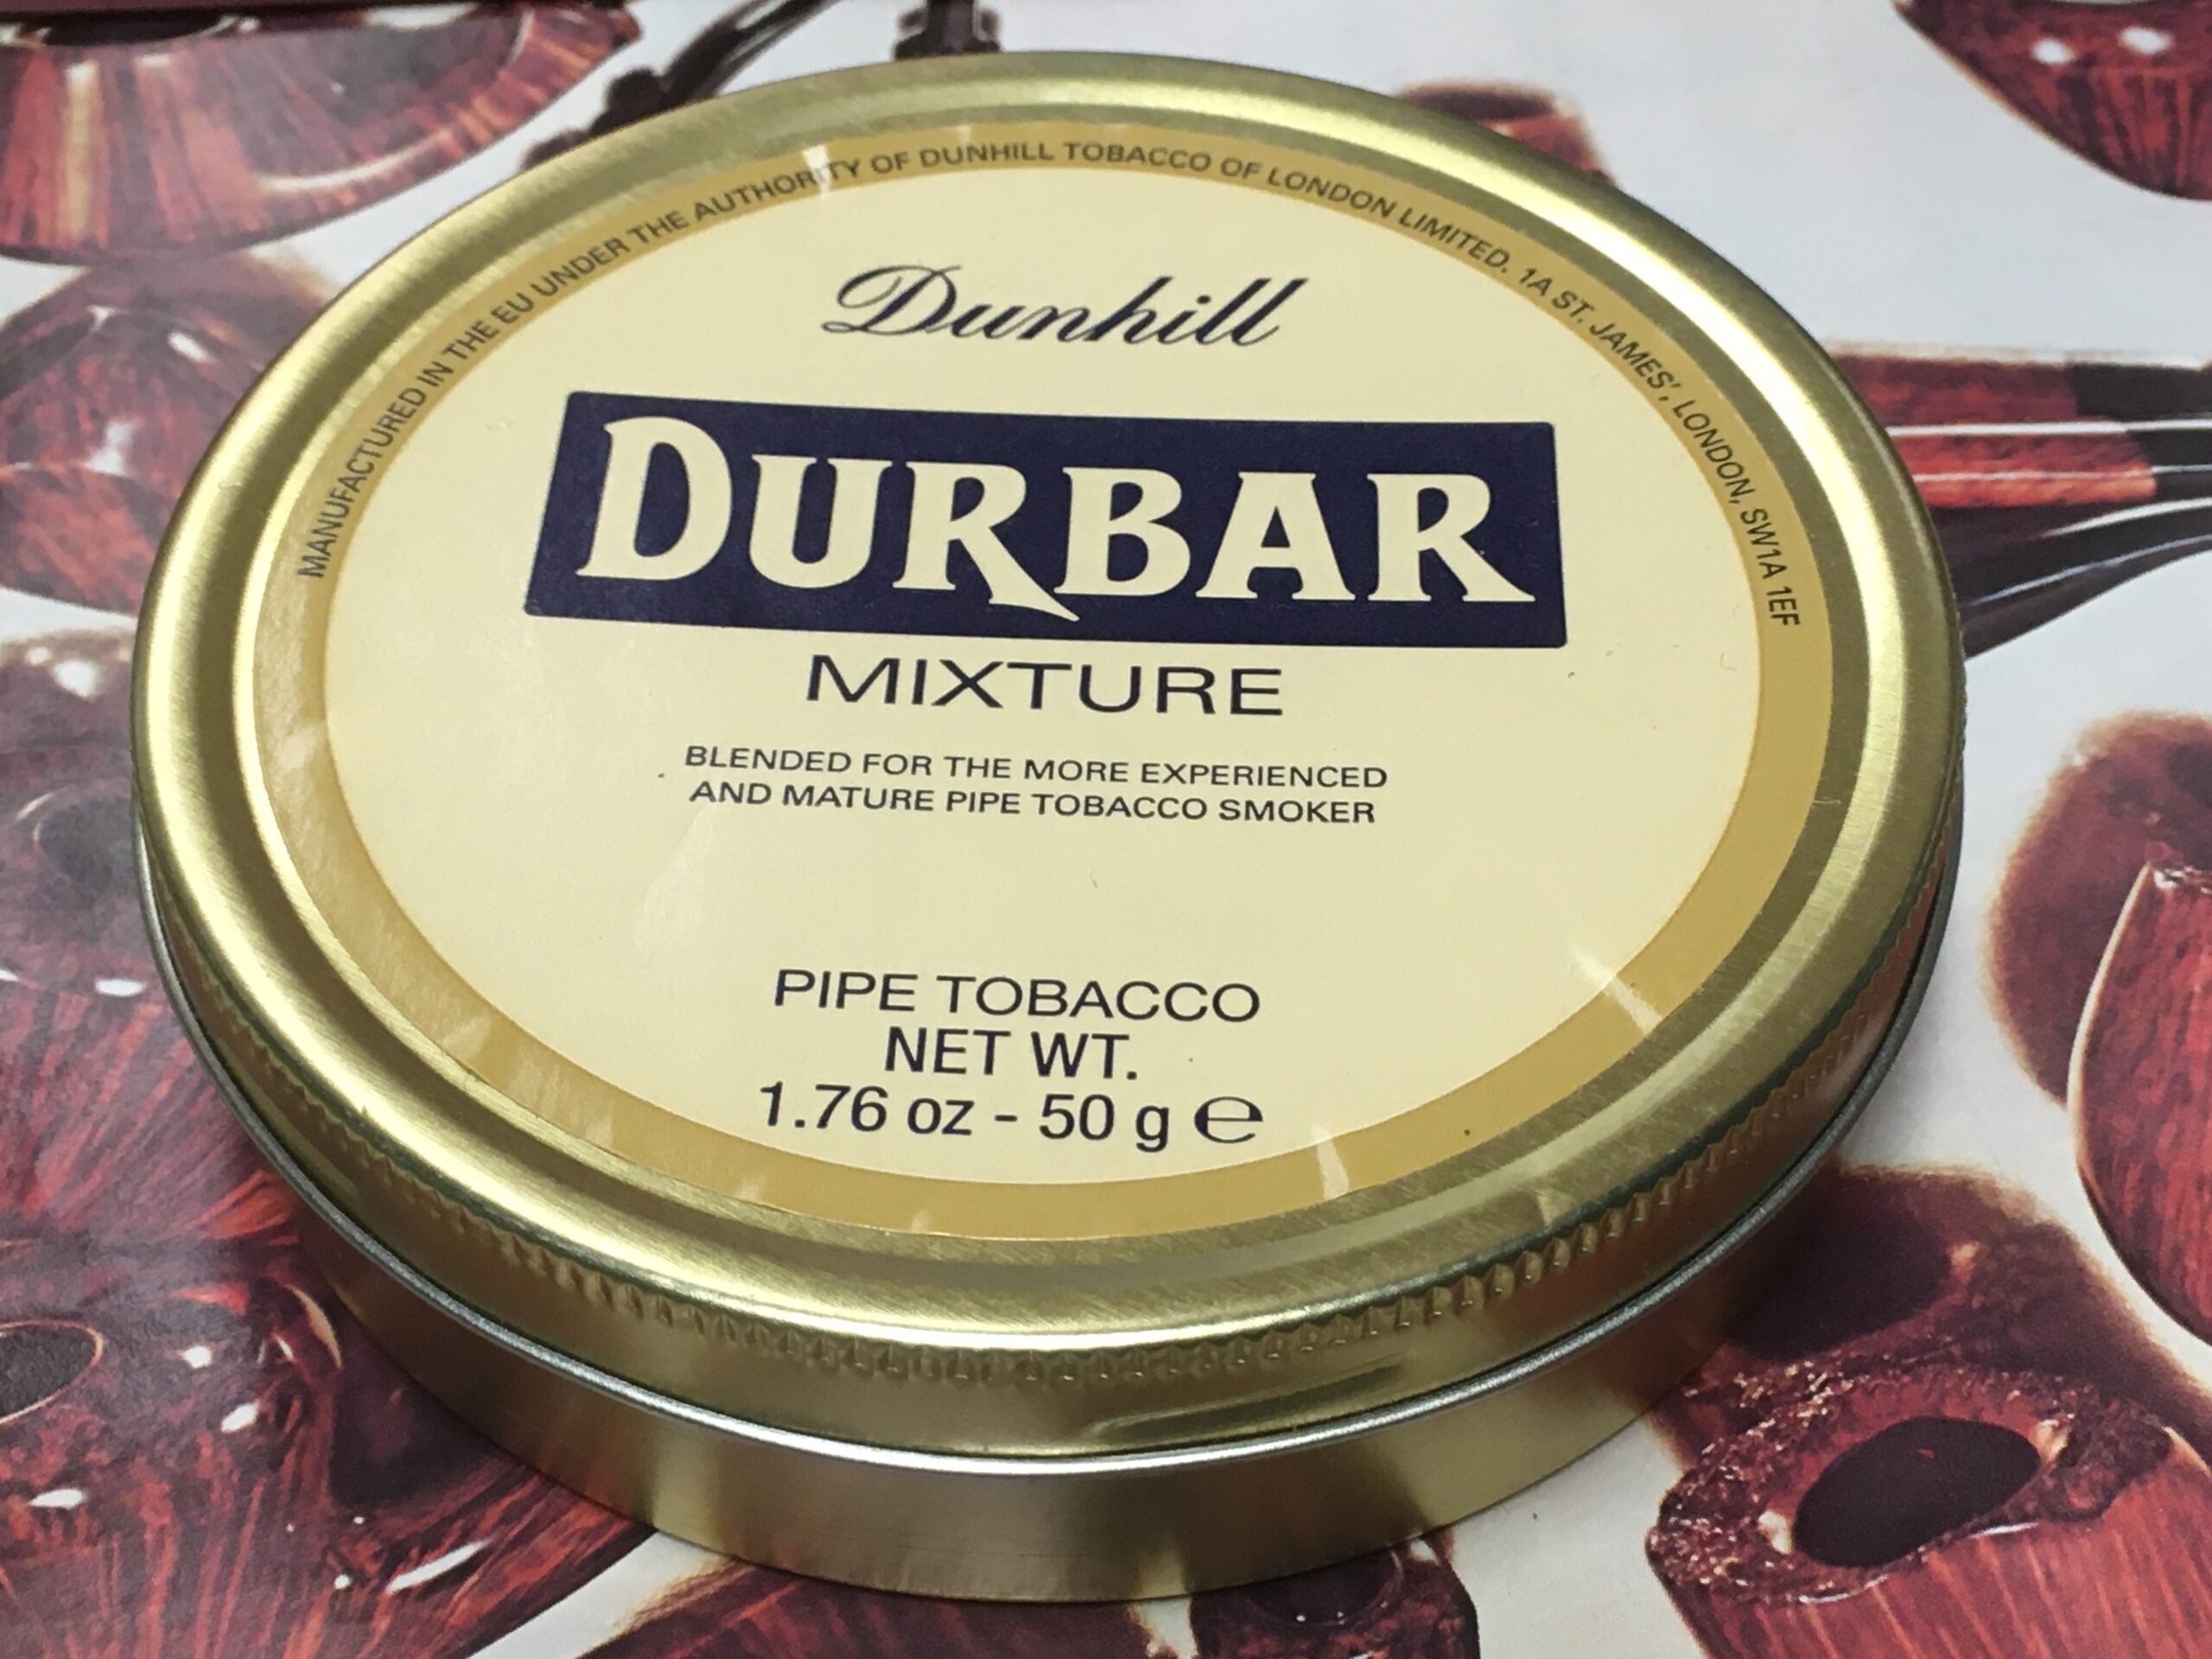 MANUFACTURED IN THE EU UNDER THE AUTHORITY OF DUNHILL TOBACCO OF LONDON LIMITED. 1A ST. JAMES', LONDON, SW1A 1EF
Dunhill
DURBAR
MIXTURE
BLENDED FOR THE MORE EXPERIENCED
AND MATURE PIPE TOBACCO SMOKER
PIPE TOBACCO
NET WT.
1.76 oz - 50 g ℮